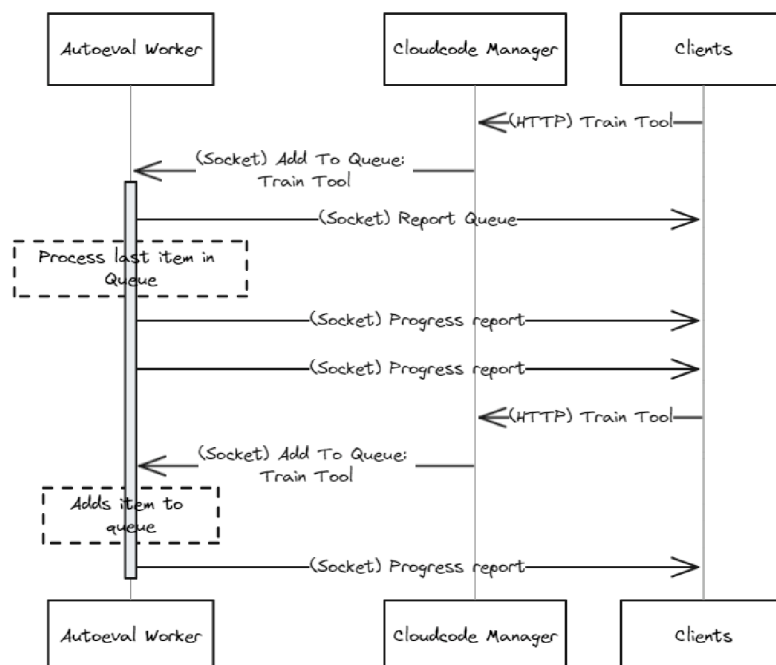 Autoeval Worker
Cloudcode Manager
Clients
(HTTP) Train Tool
(Socket) Add To Queue:
Train Tool
(Socket) Report Queue
Process last item in
Queue
(Socket) Progress report
(Socket) Progress report
(HTTP) Train Tool
(Socket) Add To Queue:
Train Tool
Adds item to
queue
(Socket) Progress report
Autoeval Worker
Cloudcode Manager
Clients